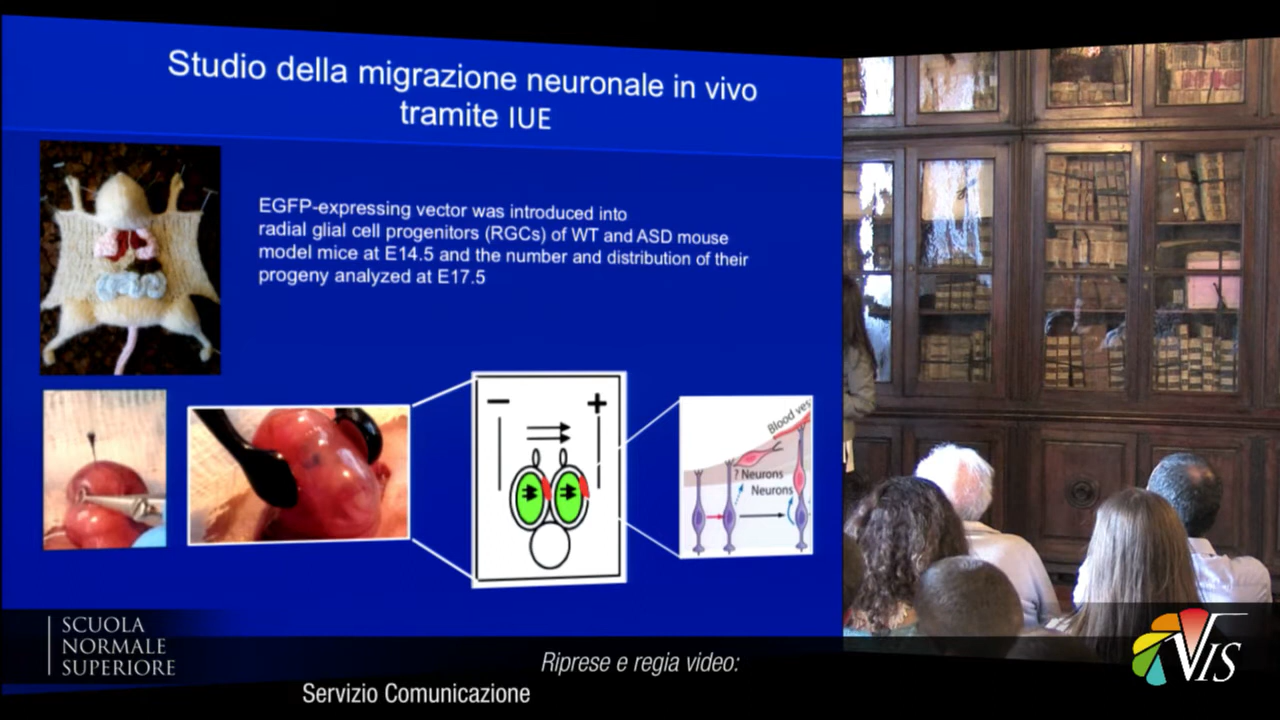 Studio della migrazione neuronale in vivo
tramite IUE
EGFP-expressing vector was introduced into
radial glial cell progenitors (RGCs) of WT and ASD mouse
model mice at E14.5 and the number and distribution of their
progeny analyzed at E17.5
− +
Blood ves
? Neurons
Neurons
SCUOLA
NORMALE
SUPERIORE
Riprese e regia video:
Servizio Comunicazione
VIS